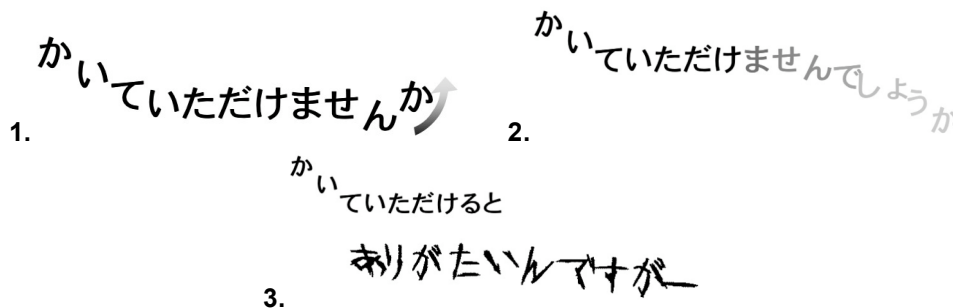 1. かいていただけませんか
2. かいていただけませんでしょうか
3. かいていただけると
ありがたいんですがー